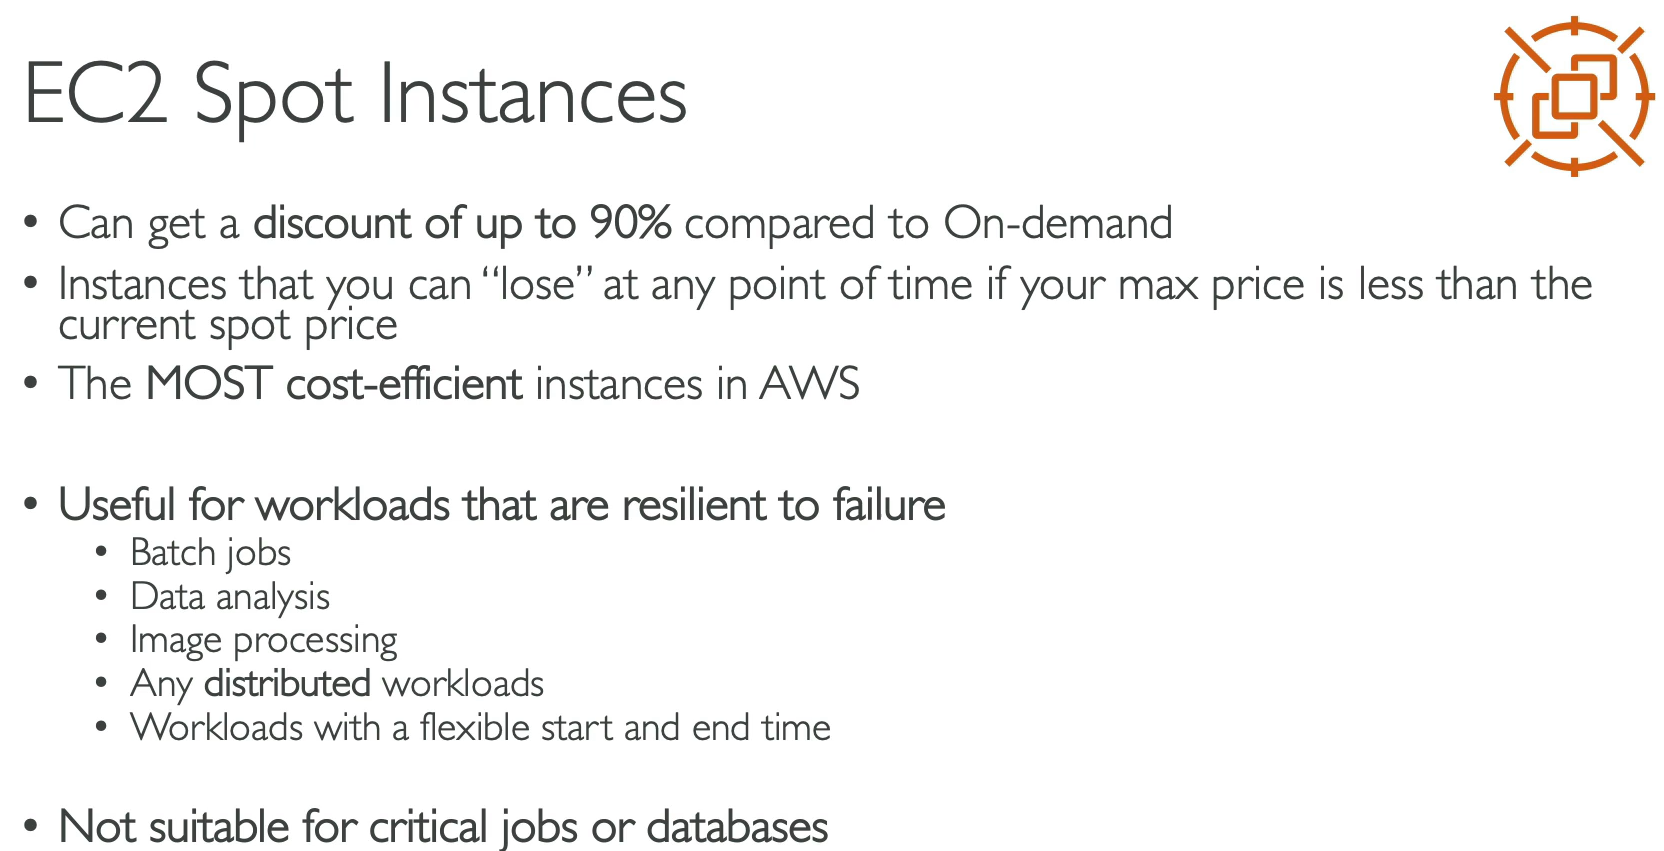 EC2 Spot Instances
• Can get a discount of up to 90% compared to On-demand
• Instances that you can “lose” at any point of time if your max price is less than the
current spot price
• The MOST cost-efficient instances in AWS
• Useful for workloads that are resilient to failure
• Batch jobs
• Data analysis
• Image processing
• Any distributed workloads
• Workloads with a flexible start and end time
• Not suitable for critical jobs or databases